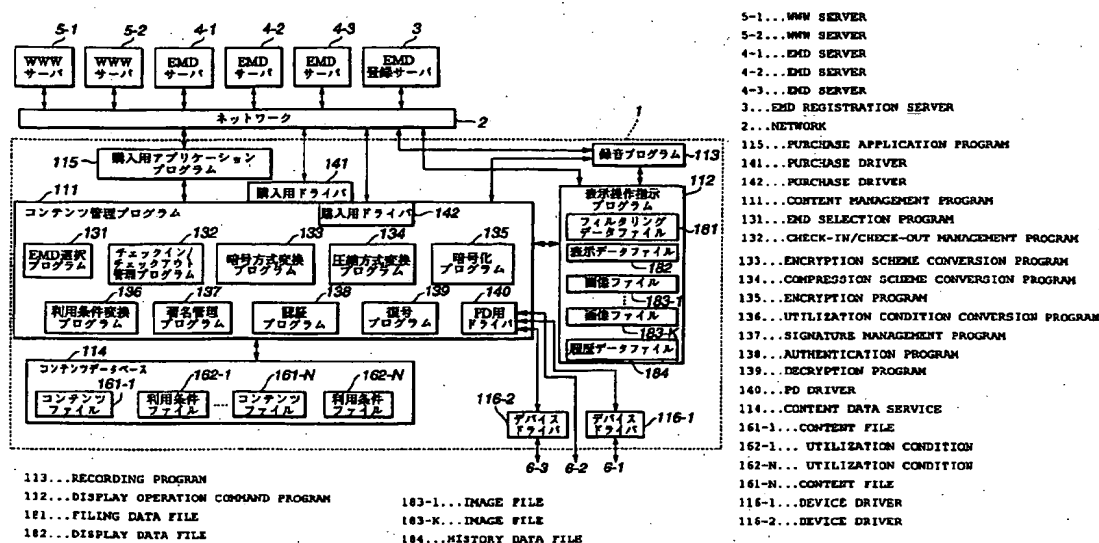 5-1
5-2
4-1
4-2
4-3
3
WWW
サーバ
WWW
サーバ
EMD
サーバ
EMD
サーバ
EMD
サーバ
EMD
登録サーバ
ネットワーク
2
1
115
購入用アプリケーション
プログラム
141
購入用ドライバ
録音プログラム
113
111
コンテンツ管理プログラム
購入用ドライバ
142
112
表示操作指示
プログラム
フィルタリング
データファイル
181
表示データファイル
182
画像ファイル
183-1
画像ファイル
183-K
履歴データファイル
184
131
EMD選択
プログラム
132
チェックイン/
チェックアウト
管理プログラム
133
暗号方式変換
プログラム
134
圧縮方式変換
プログラム
135
暗号化
プログラム
136
利用条件変換
プログラム
137
署名管理
プログラム
138
認証
プログラム
139
復号
プログラム
140
PD用
ドライバ
114
コンテンツデータベース
161-1
コンテンツ
ファイル
162-1
利用条件
ファイル
161-N
コンテンツ
ファイル
162-N
利用条件
ファイル
116-2
デバイス
ドライバ
デバイス
ドライバ
116-1
6-3
6-2
6-1
5-1...WWW SERVER
5-2...WWW SERVER
4-1...EMD SERVER
4-2...EMD SERVER
4-3...EMD SERVER
3...EMD REGISTRATION SERVER
2...NETWORK
115...PURCHASE APPLICATION PROGRAM
141...PURCHASE DRIVER
142...PURCHASE DRIVER
111...CONTENT MANAGEMENT PROGRAM
131...EMD SELECTION PROGRAM
132...CHECK-IN/CHECK-OUT MANAGEMENT PROGRAM
133...ENCRYPTION SCHEME CONVERSION PROGRAM
134...COMPRESSION SCHEME CONVERSION PROGRAM
135...ENCRYPTION PROGRAM
136...UTILIZATION CONDITION CONVERSION PROGRAM
137...SIGNATURE MANAGEMENT PROGRAM
138...AUTHENTICATION PROGRAM
139...DECRYPTION PROGRAM
140...PD DRIVER
114...CONTENT DATA SERVICE
161-1...CONTENT FILE
162-1... UTILIZATION CONDITION
162-N... UTILIZATION CONDITION
161-N...CONTENT FILE
116-1...DEVICE DRIVER
116-2...DEVICE DRIVER
113...RECORDING PROGRAM
112...DISPLAY OPERATION COMMAND PROGRAM
181...FILING DATA FILE
182...DISPLAY DATA FILE
183-1...IMAGE FILE
183-K...IMAGE FILE
184...HISTORY DATA FILE